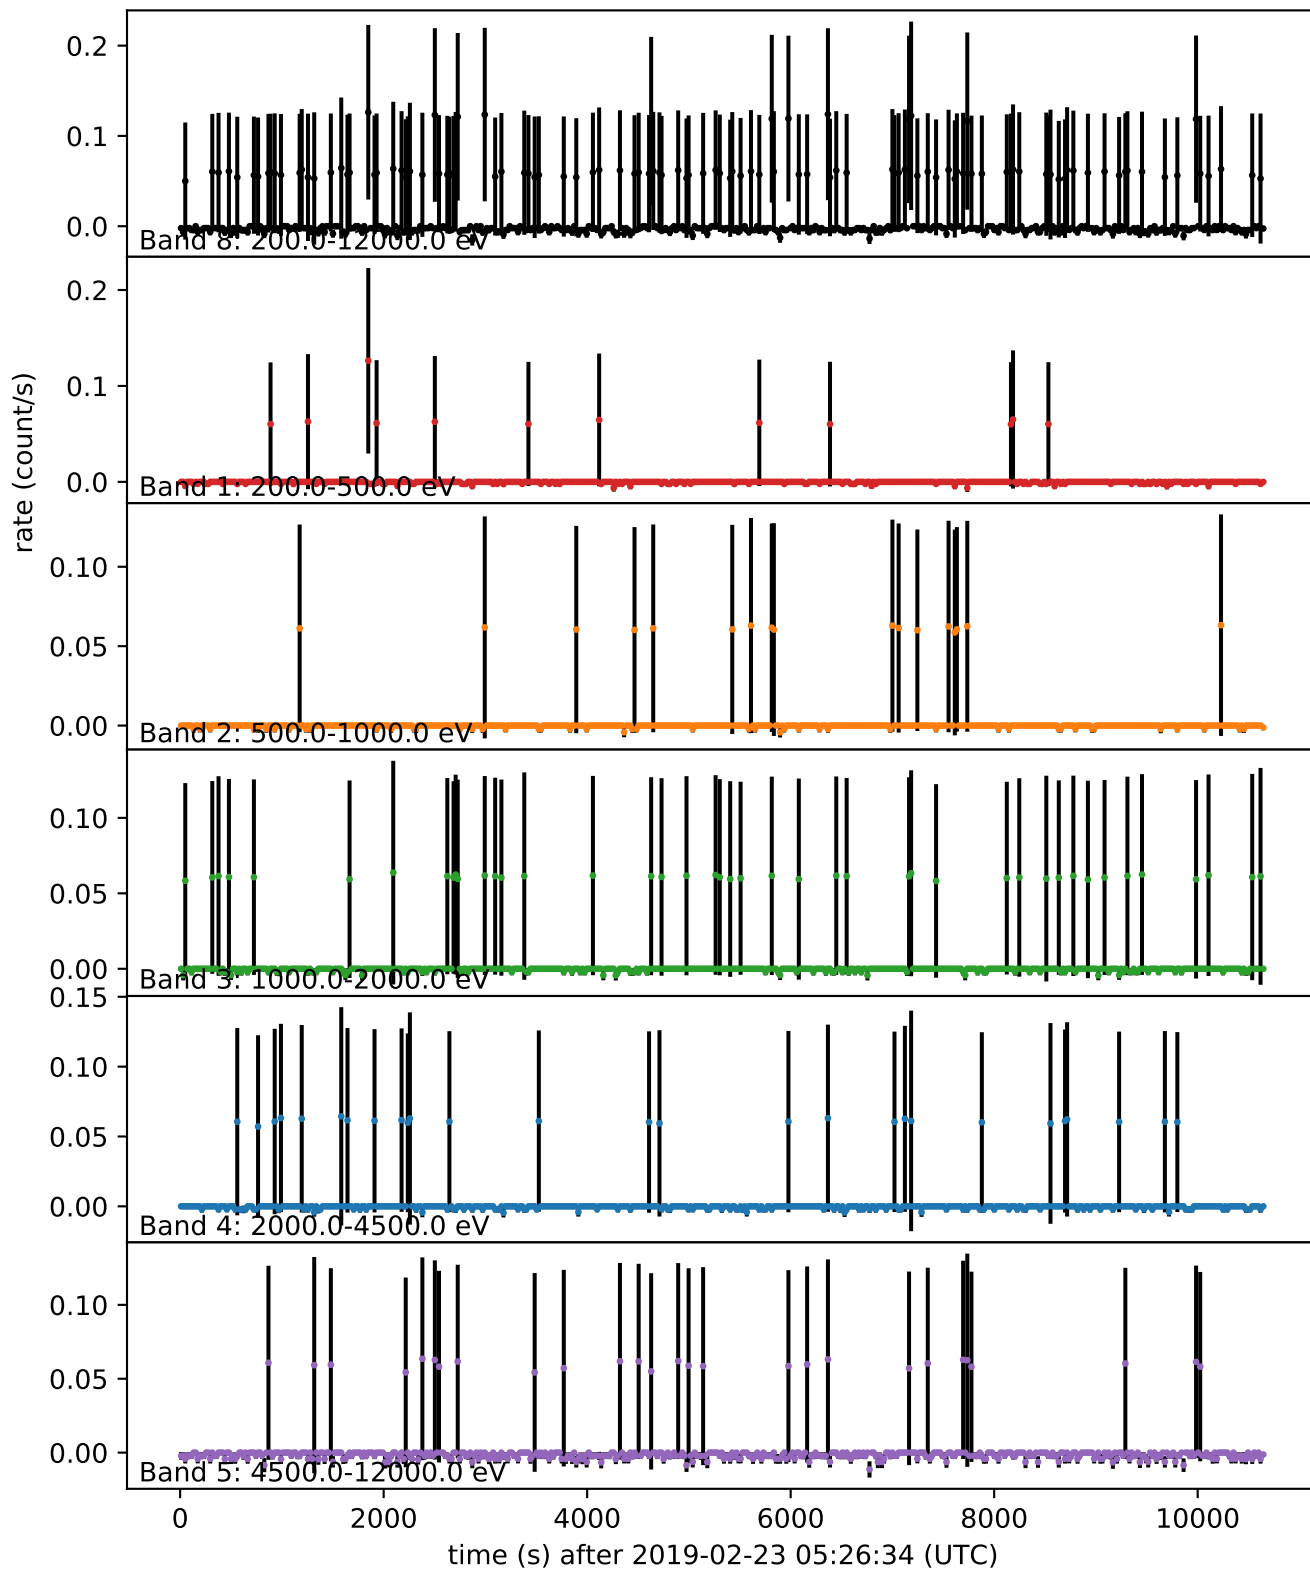 0.2
0.1
0.0
Band 8: 200.0-12000.0 eV
0.2
0.1
0.0
Band 1: 200.0-500.0 eV
rate (count/s)
0.10
0.05
0.00
Band 2: 500.0-1000.0 eV
0.10
0.05
0.00
Band 3: 1000.0-2000.0 eV
0.15
0.10
0.05
0.00
Band 4: 2000.0-4500.0 eV
0.10
0.05
0.00
Band 5: 4500.0-12000.0 eV
0 2000 4000 6000 8000 10000
time (s) after 2019-02-23 05:26:34 (UTC)